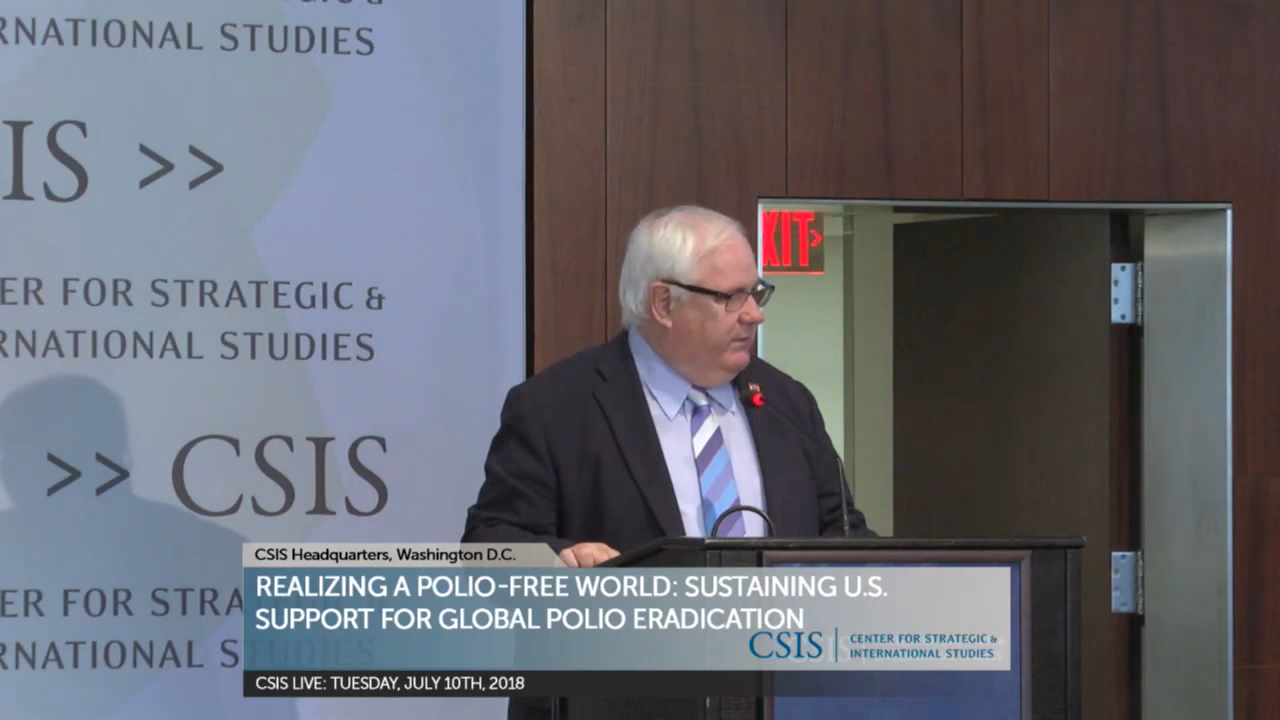 RNATIONAL STUDIES
IS >>
ER FOR STRATEGIC &
RNATIONAL STUDIES
>> CSIS
ER FOR STRA
RNATIONAL S
XIT>
CSIS Headquarters, Washington D.C.
REALIZING A POLIO-FREE WORLD: SUSTAINING U.S.
SUPPORT FOR GLOBAL POLIO ERADICATION
CSIS
CENTER FOR STRATEGIC &
INTERNATIONAL STUDIES
CSIS LIVE: TUESDAY, JULY 10TH, 2018